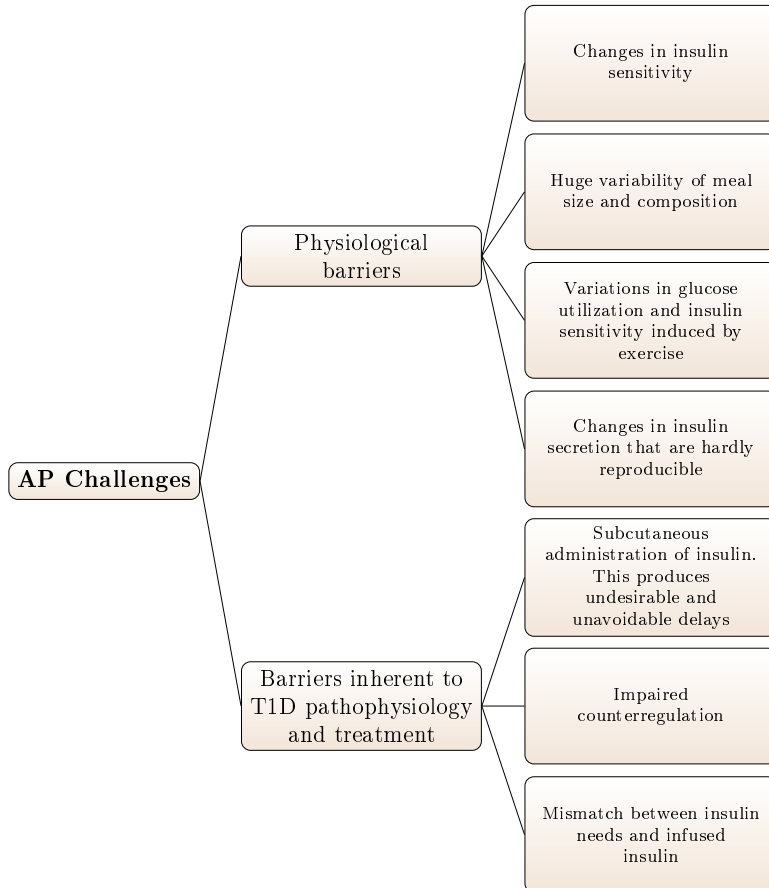 Changes in insulin
sensitivity
Huge variability of meal
size and composition
Physiological
barriers
Variations in glucose
utilization and insulin
sensitivity induced by
exercise
Changes in insulin
secretion that are hardly
reproducible
AP Challenges
Subcutaneous
administration of insulin.
This produces
undesirable and
unavoidable delays
Barriers inherent to
T1D pathophysiology
and treatment
Impaired
counterregulation
Mismatch between insulin
needs and infused
insulin